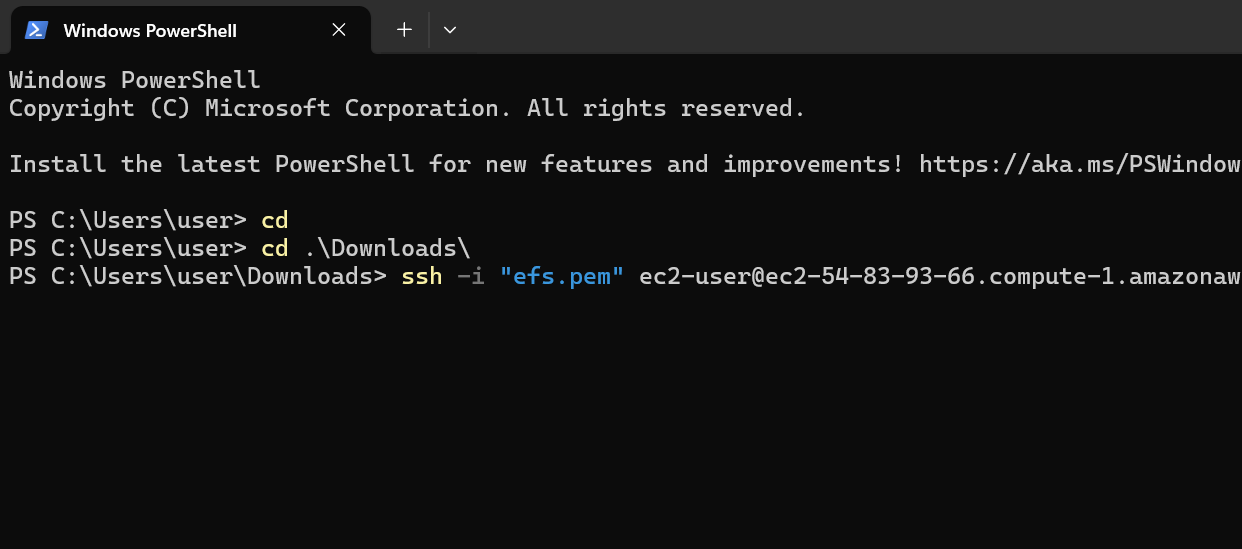 Windows PowerShell
Windows PowerShell
Copyright (C) Microsoft Corporation. All rights reserved.
Install the latest PowerShell for new features and improvements! https://aka.ms/PSWindow
PS C:\Users\user> cd
PS C:\Users\user> cd .\Downloads\
PS C:\Users\user\Downloads> ssh -i "efs.pem" ec2-user@ec2-54-83-93-66.compute-1.amazonaw